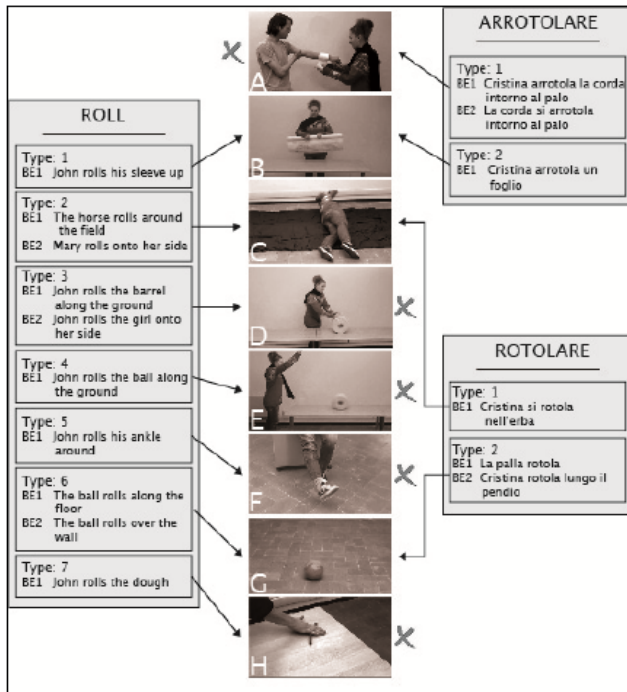 ROLL
Type: 1
BE1 John rolls his sleeve up
Type: 2
BE1 The horse rolls around
the field
BE2 Mary rolls onto her side
Type: 3
BE1 John rolls the barrel
along the ground
BE2 John rolls the girl onto
her side
Type: 4
BE1 John rolls the ball along
the ground
Type: 5
BE1 John rolls his ankle
around
Type: 6
BE1 The ball rolls along the
floor
BE2 The ball rolls over the
wall
Type: 7
BE1 John rolls the dough
A
B
C
D
E
F
G
H
ARROTOLARE
Type: 1
BE1 Cristina arrotola la corda
intorno al palo
BE2 La corda si arrotola
intorno al palo
Type: 2
BE1 Cristina arrotola un
foglio
ROTOLARE
Type: 1
BE1 Cristina si rotola
nell'erba
Type: 2
BE1 La palla rotola
BE2 Cristina rotola lungo il
pendio